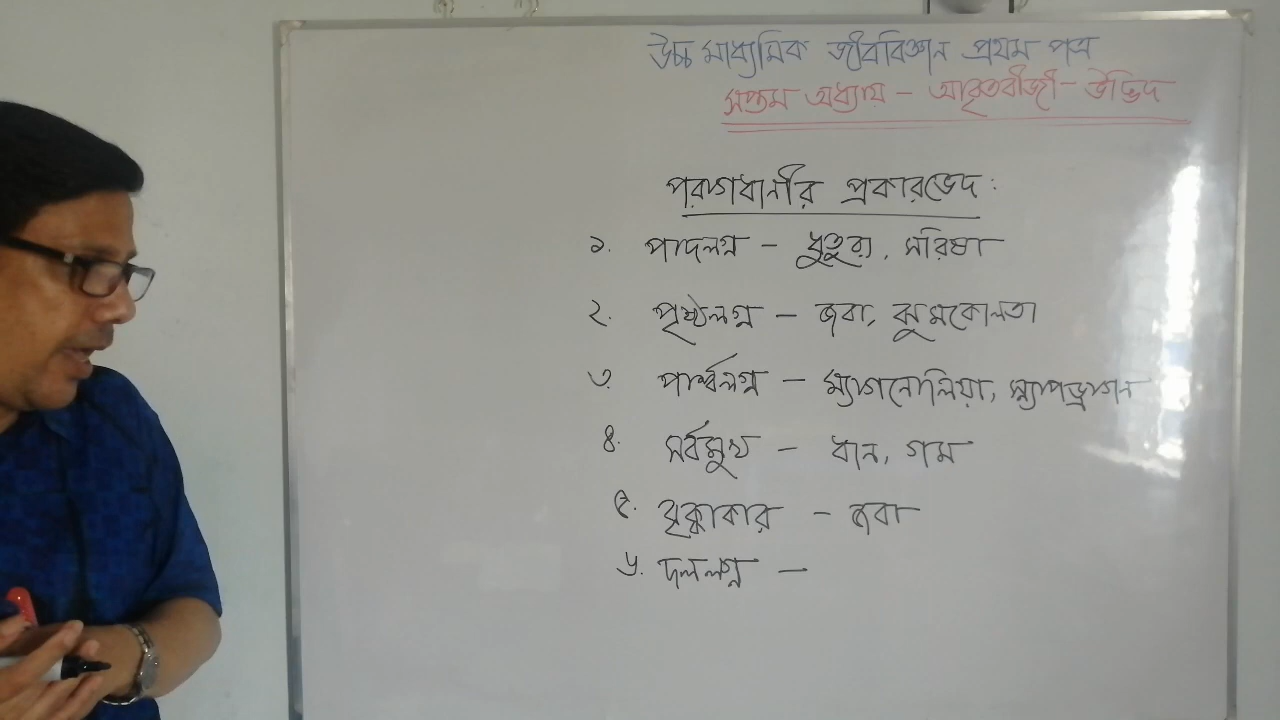 উচ্চ মাধ্যমিক জীববিজ্ঞান প্রথম পত্র
সপ্তম অধ্যায় – আবৃতবীজী – উদ্ভিদ
পরাগধানীর প্রকারভেদ :
১. পাদলগ্ন – ধুতুরা, সরিষা
২. পৃষ্ঠলগ্ন – জবা, ঝুমকোলতা
৩. পার্শ্বলগ্ন – ম্যাগনোলিয়া, স্ন্যাপড্রাগন
৪. সর্বমুখ – ধান, গম
৫. বৃক্কাকার – জবা
৬. দললগ্ন –